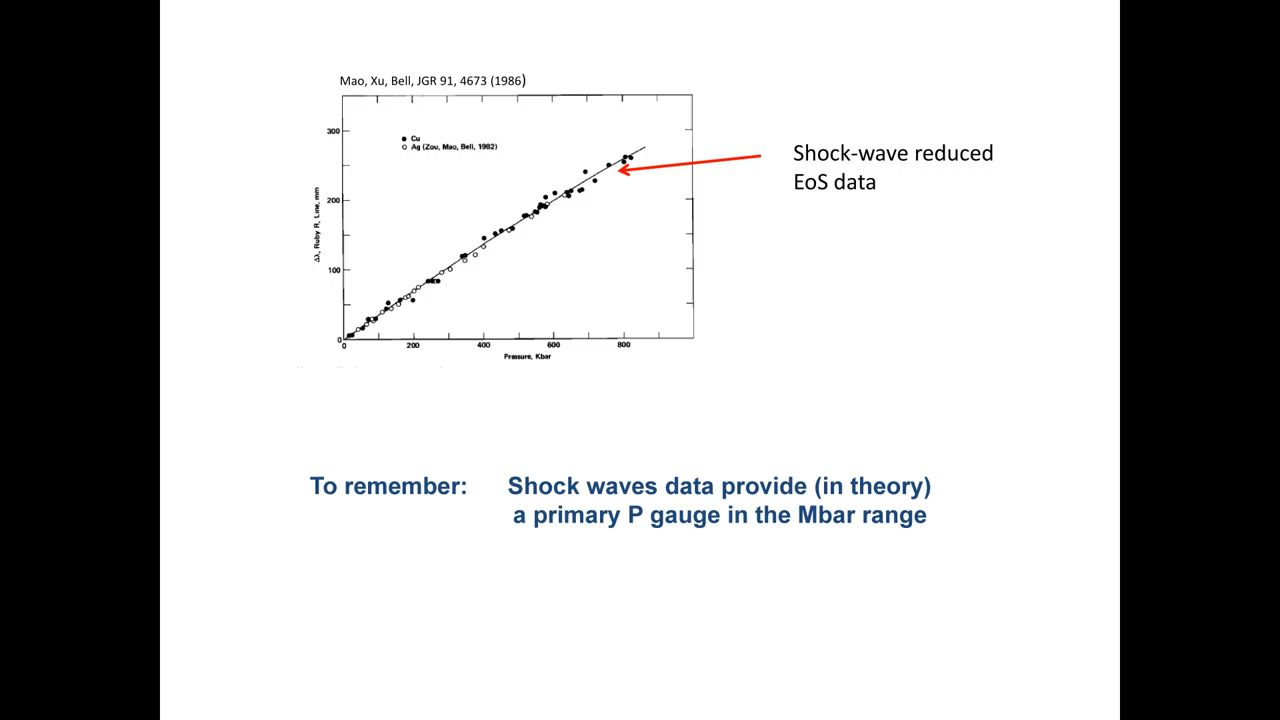 Mao, Xu, Bell, JGR 91, 4673 (1986)
300
200
100
0
Δλ, Ruby R, Line, mm
● Cu
○ Ag (Zou, Mao, Bell, 1982)
0 200 400 600 800
Pressure, Kbar
Shock-wave reduced
EoS data
To remember: Shock waves data provide (in theory)
a primary P gauge in the Mbar range